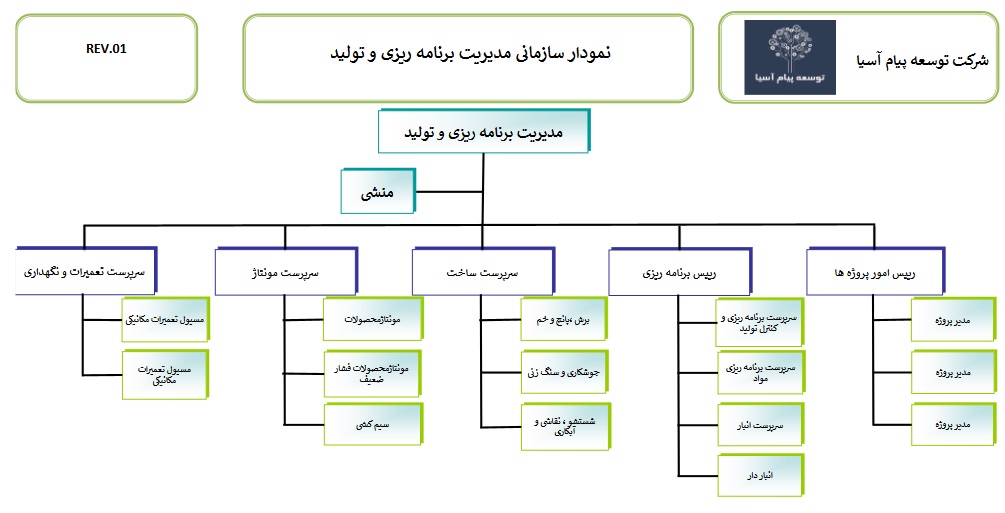 شرکت توسعه پیام آسیا
توسعه پیام آسیا
نمودار سازمانی مدیریت برنامه ریزی و تولید
REV.01
مدیریت برنامه ریزی و تولید
منشی
رییس امور پروژه ها
رییس برنامه ریزی
سرپرست ساخت
سرپرست مونتاژ
سرپرست تعمیرات و نگهداری
مدیر پروژه
مدیر پروژه
مدیر پروژه
سرپرست برنامه ریزی و
کنترل تولید
سرپرست برنامه ریزی
مواد
سرپرست انبار
انبار دار
برش ،پانچ و خم
جوشکاری و سنگ زنی
شستشو ، نقاشی و
آبکاری
مونتاژمحصولات
مونتاژمحصولات فشار
ضعیف
سیم کشی
مسیول تعمیرات مکانیکی
مسیول تعمیرات
مکانیکی